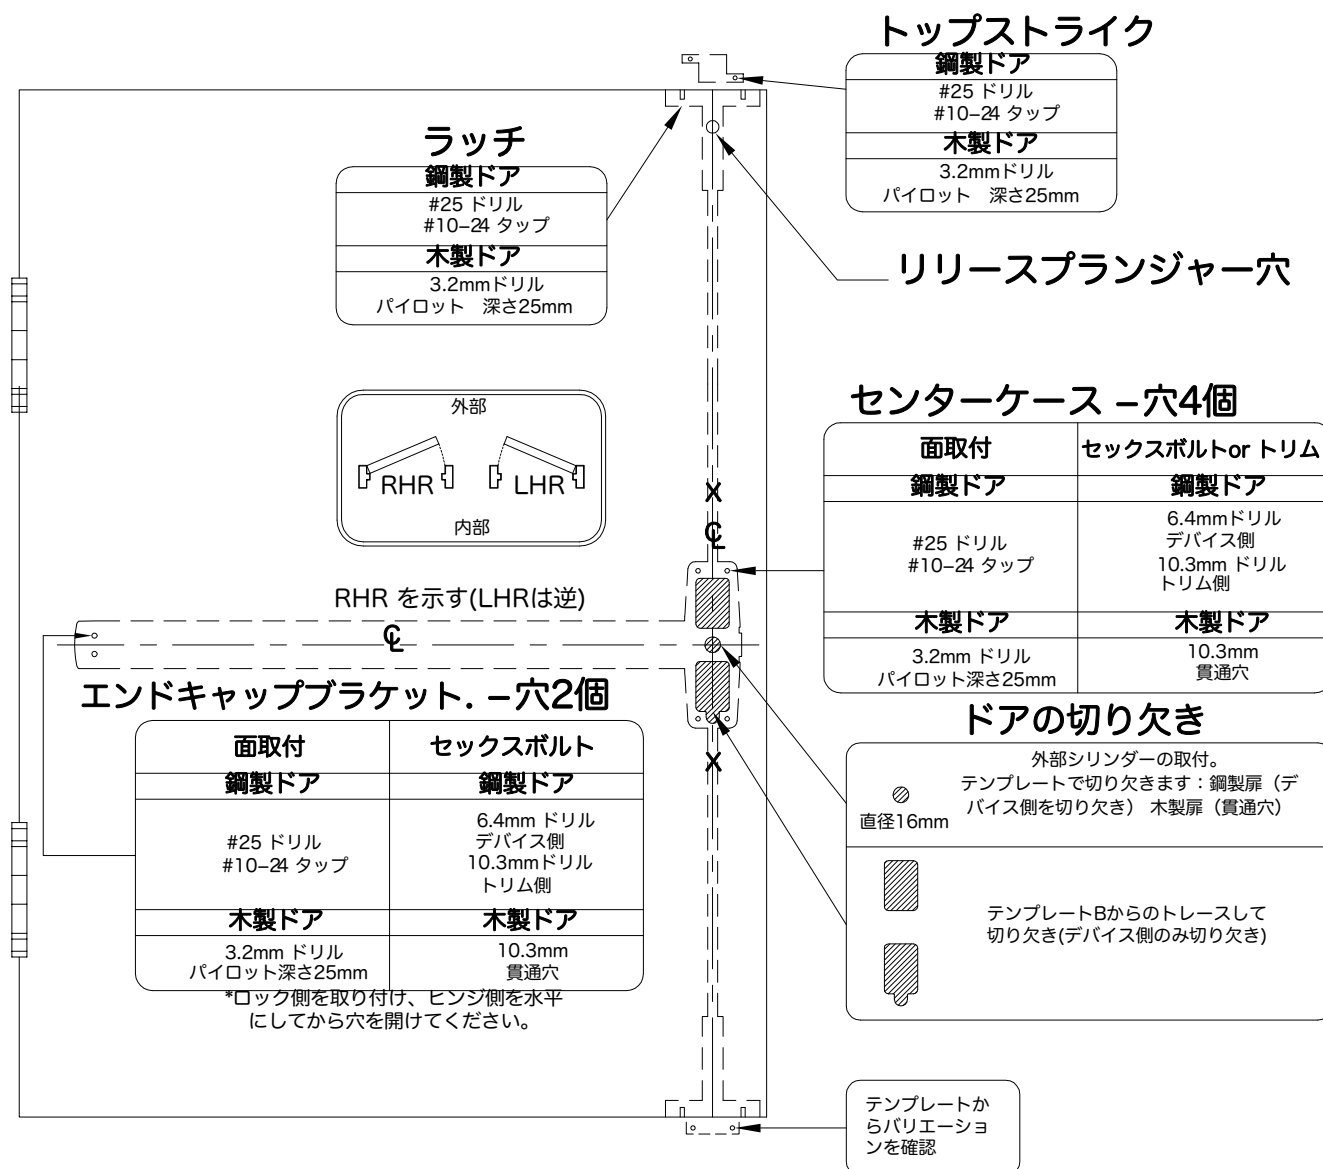 トップストライク
鋼製ドア
#25 ドリル
#10-24 タップ
木製ドア
3.2mmドリル
パイロット　深さ25mm
ラッチ
鋼製ドア
#25 ドリル
#10-24 タップ
木製ドア
3.2mmドリル
パイロット　深さ25mm
リリースプランジャー穴
外部
RHR
LHR
内部
X
℄
センターケース －穴4個
面取付
セックスボルトor トリム
鋼製ドア
鋼製ドア
#25 ドリル
#10-24 タップ
6.4mmドリル
デバイス側
10.3mm ドリル
トリム側
木製ドア
木製ドア
3.2mm ドリル
パイロット深さ25mm
10.3mm
貫通穴
RHR を示す(LHRは逆)
℄
X
エンドキャップブラケット. －穴2個
面取付
セックスボルト
鋼製ドア
鋼製ドア
#25 ドリル
#10-24 タップ
6.4mm ドリル
デバイス側
10.3mmドリル
トリム側
木製ドア
木製ドア
3.2mm ドリル
パイロット深さ25mm
10.3mm
貫通穴
*ロック側を取り付け、ヒンジ側を水平
にしてから穴を開けてください。
ドアの切り欠き
外部シリンダーの取付。
テンプレートで切り欠きます：鋼製扉（デ
バイス側を切り欠き） 木製扉（貫通穴）
直径16mm
テンプレートBからのトレースして
切り欠き(デバイス側のみ切り欠き)
テンプレートか
らバリエーショ
ンを確認